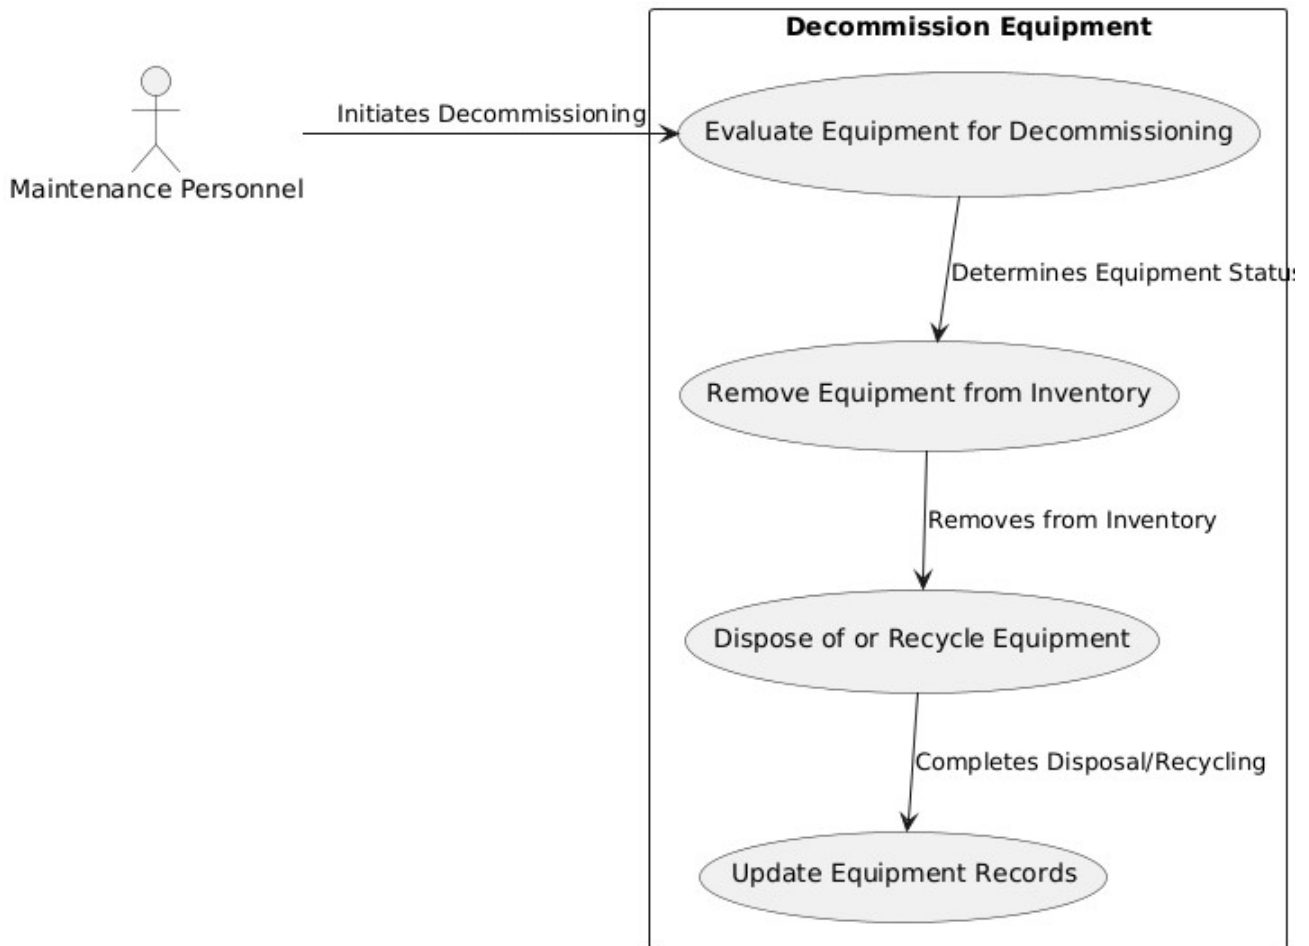 Decommission Equipment
Initiates Decommissioning
Evaluate Equipment for Decommissioning
Maintenance Personnel
Determines Equipment Status
Remove Equipment from Inventory
Removes from Inventory
Dispose of or Recycle Equipment
Completes Disposal/Recycling
Update Equipment Records